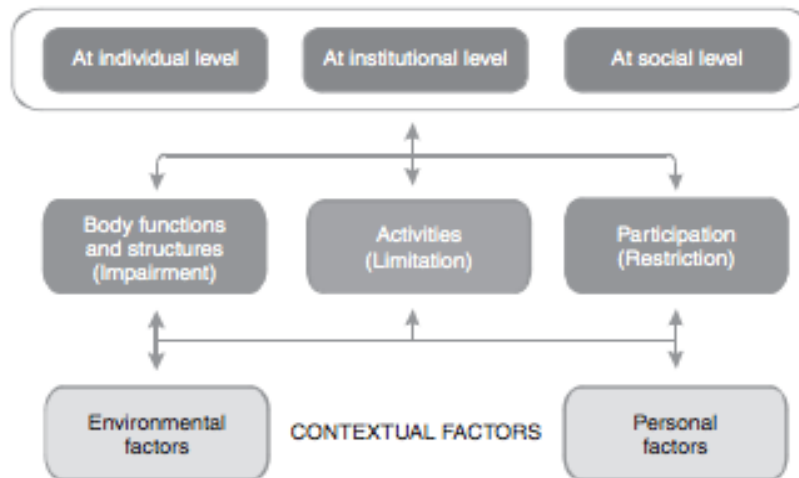 At individual level
At institutional level
At social level
Body functions
and structures
(Impairment)
Activities
(Limitation)
Participation
(Restriction)
Environmental
factors
CONTEXTUAL FACTORS
Personal
factors